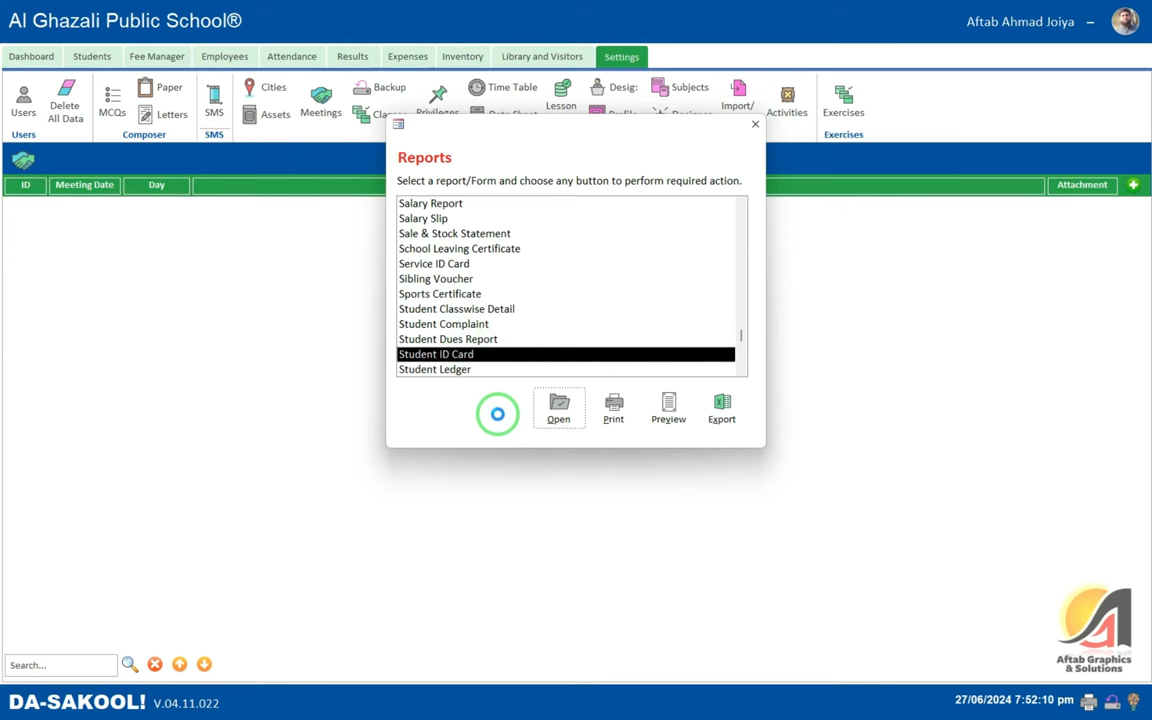 Al Ghazali Public School®
Aftab Ahmad Joiya
Dashboard Students Fee Manager Employees Attendance Results Expenses Inventory Library and Visitors Settings
Users
Delete All Data
Users
MCQs
Paper
Letters
Composer
SMS
SMS
Cities
Assets
Meetings
Backup
Privileges
Time Table
Date Sheet
Lesson
Desig:
Profile
Subjects
Import/
Activities
Exercises
Exercises
ID Meeting Date Day Attachment
Reports
Select a report/Form and choose any button to perform required action.
Salary Report
Salary Slip
Sale & Stock Statement
School Leaving Certificate
Service ID Card
Sibling Voucher
Sports Certificate
Student Classwise Detail
Student Complaint
Student Dues Report
Student ID Card
Student Ledger
Open Print Preview Export
Search...
Aftab Graphics
& Solutions
DA-SAKOOL! V.04.11.022
27/06/2024 7:52:10 pm